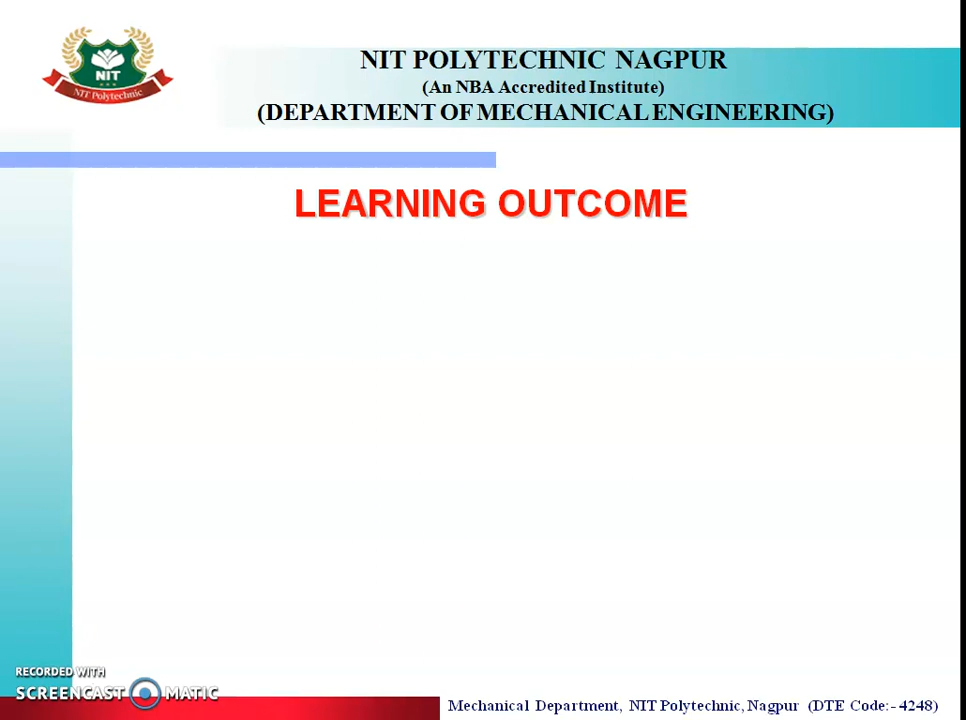 NIT
NIT Polytechnic
NIT POLYTECHNIC NAGPUR
(An NBA Accredited Institute)
(DEPARTMENT OF MECHANICAL ENGINEERING)
LEARNING OUTCOME
RECORDED WITH
SCREENCAST MATIC
Mechanical Department, NIT Polytechnic, Nagpur (DTE Code:- 4248)